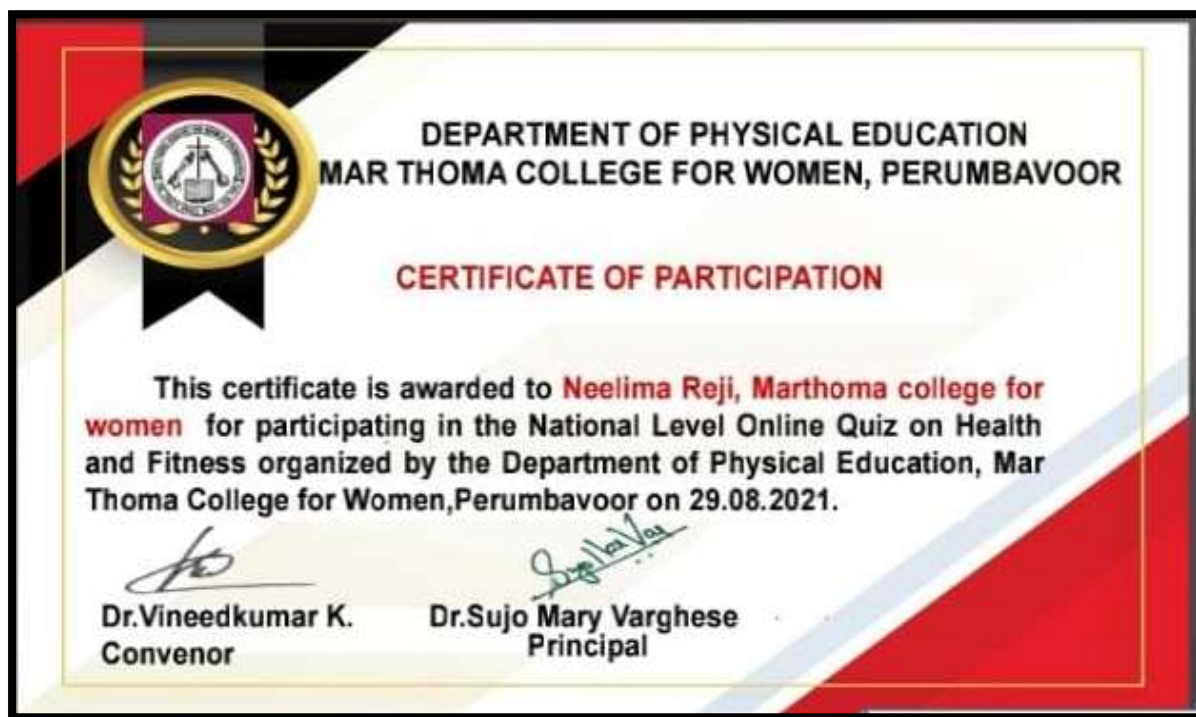 DEPARTMENT OF PHYSICAL EDUCATION
MAR THOMA COLLEGE FOR WOMEN, PERUMBAVOOR
CERTIFICATE OF PARTICIPATION
This certificate is awarded to Neelima Reji, Marthoma college for
women for participating in the National Level Online Quiz on Health
and Fitness organized by the Department of Physical Education, Mar
Thoma College for Women,Perumbavoor on 29.08.2021.
Dr.Vineedkumar K.
Convenor
Dr.Sujo Mary Varghese
Principal